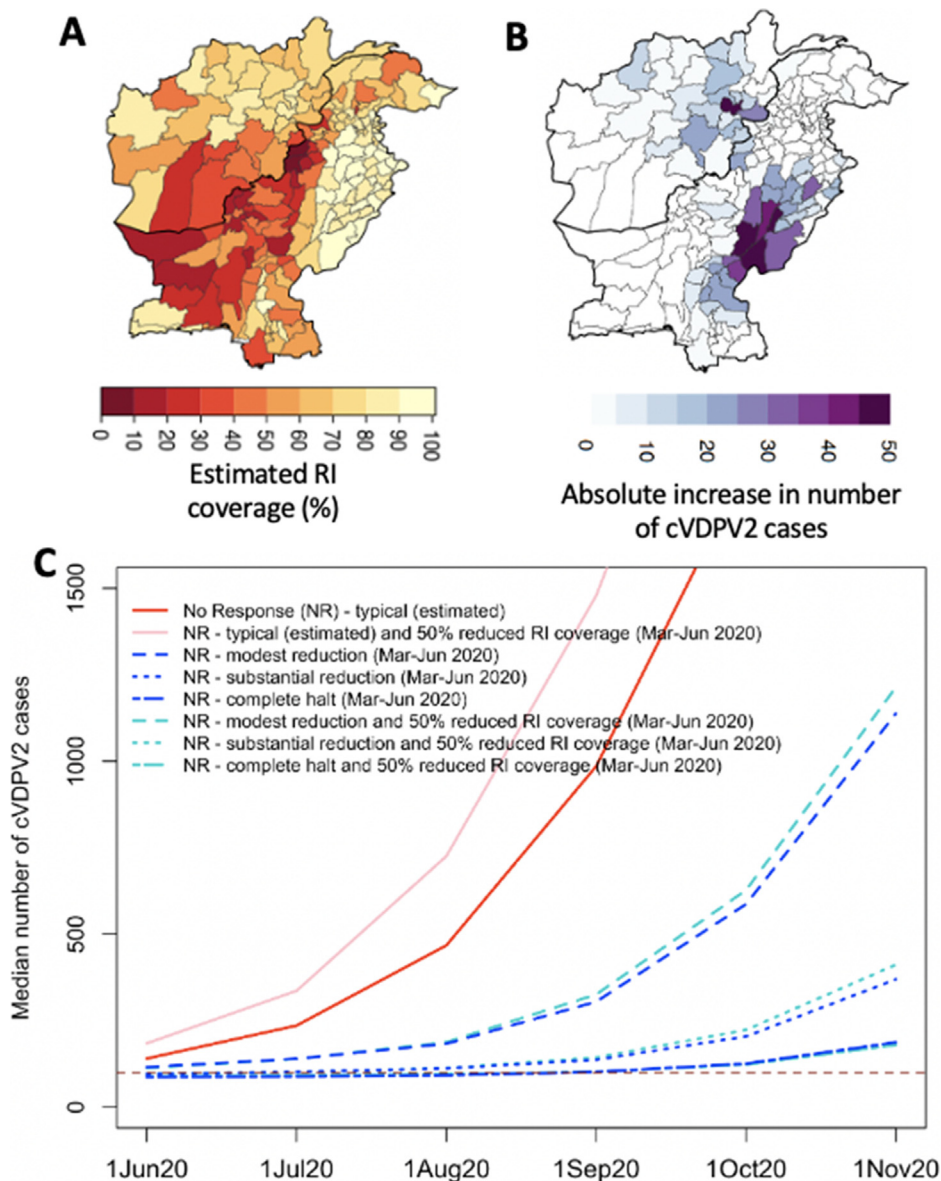 A
B
0 10 20 30 40 50 60 70 80 90 100
Estimated RI
coverage (%)
0 10 20 30 40 50
Absolute increase in number
of cVDPV2 cases
C
Median number of cVDPV2 cases
1500
1000
500
0
No Response (NR) - typical (estimated)
NR - typical (estimated) and 50% reduced RI coverage (Mar-Jun 2020)
NR - modest reduction (Mar-Jun 2020)
NR - substantial reduction (Mar-Jun 2020)
NR - complete halt (Mar-Jun 2020)
NR - modest reduction and 50% reduced RI coverage (Mar-Jun 2020)
NR - substantial reduction and 50% reduced RI coverage (Mar-Jun 2020)
NR - complete halt and 50% reduced RI coverage (Mar-Jun 2020)
1Jun20 1Jul20 1Aug20 1Sep20 1Oct20 1Nov20